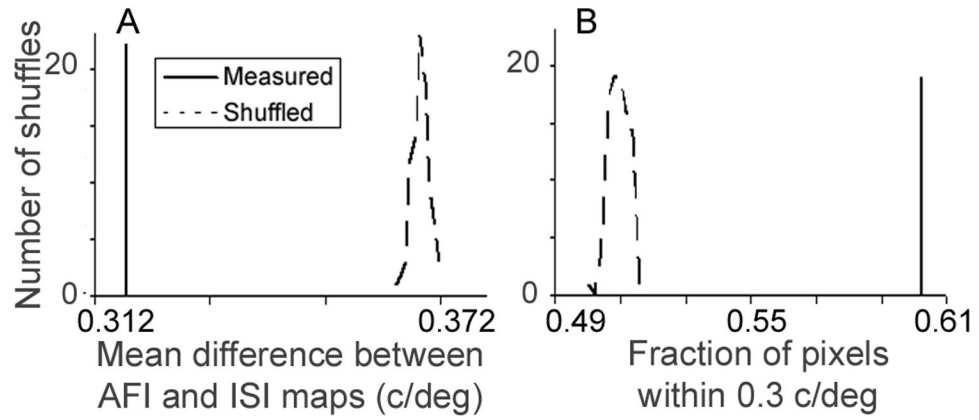 A
Number of shuffles
20
0
Measured
Shuffled
0.312
0.372
Mean difference between
AFI and ISI maps (c/deg)
B
20
0
0.49
0.55
0.61
Fraction of pixels
within 0.3 c/deg